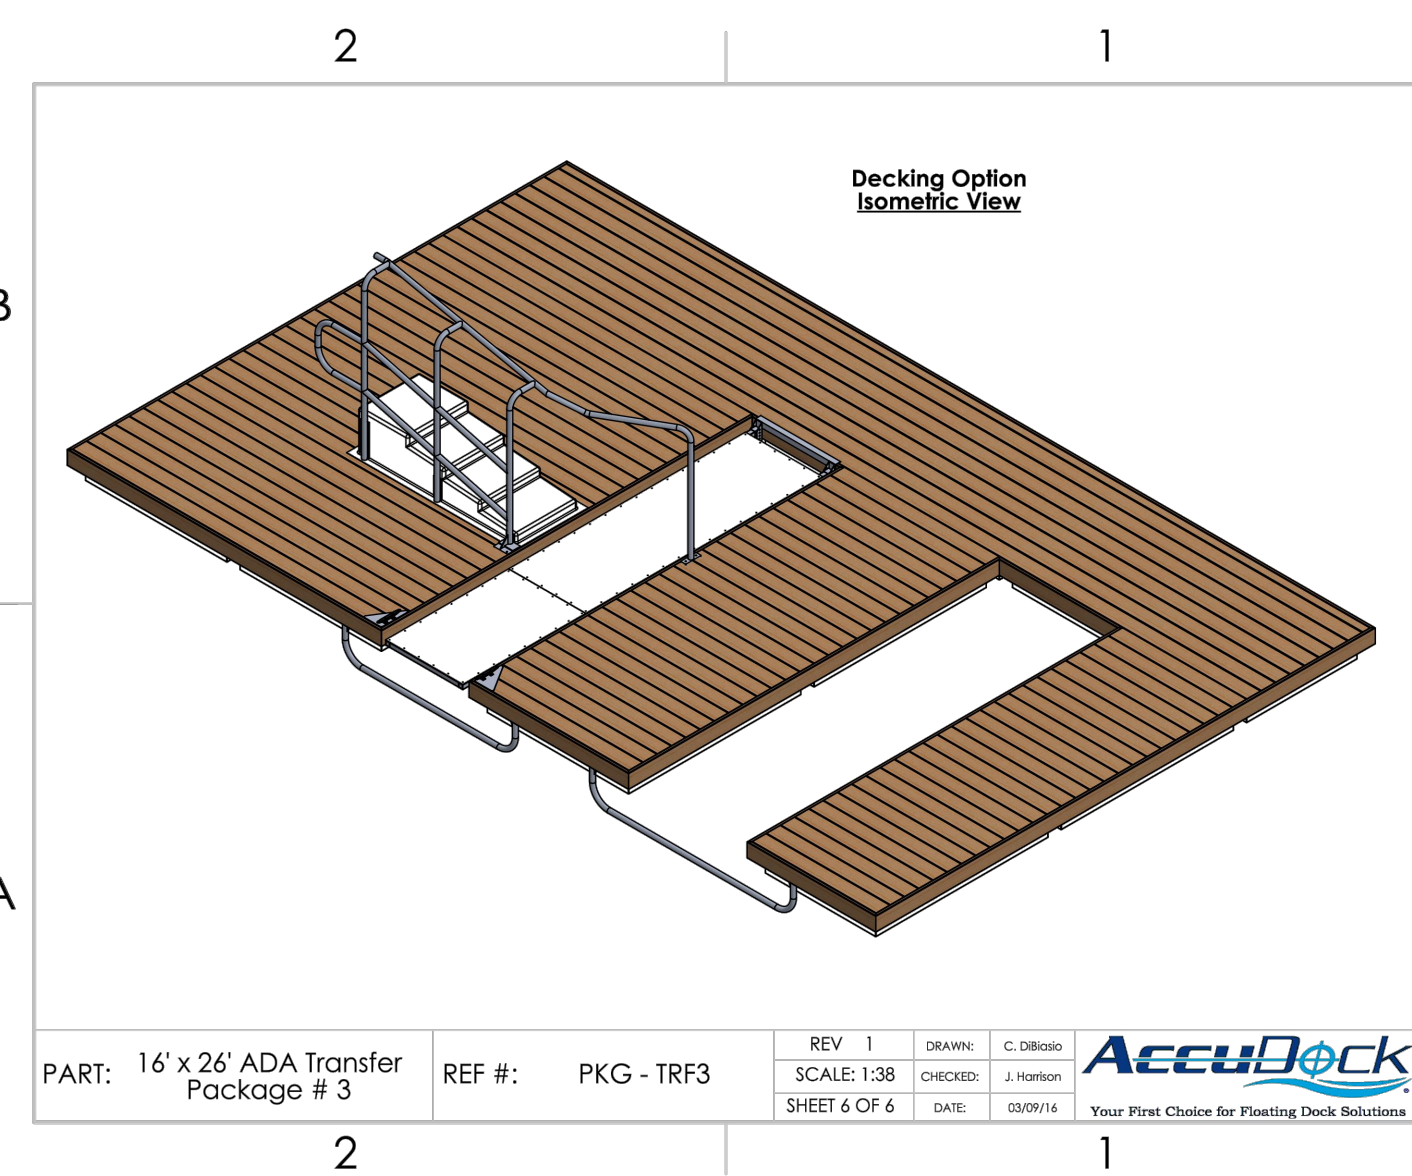 2
1
Decking Option
Isometric View
B
A
PART:
16' x 26' ADA Transfer
Package # 3
REF #:
PKG - TRF3
REV 1
SCALE: 1:38
SHEET 6 OF 6
DRAWN:
C. DiBiasio
CHECKED:
J. Harrison
DATE:
03/09/16
AccuDock
Your First Choice for Floating Dock Solutions
2
1